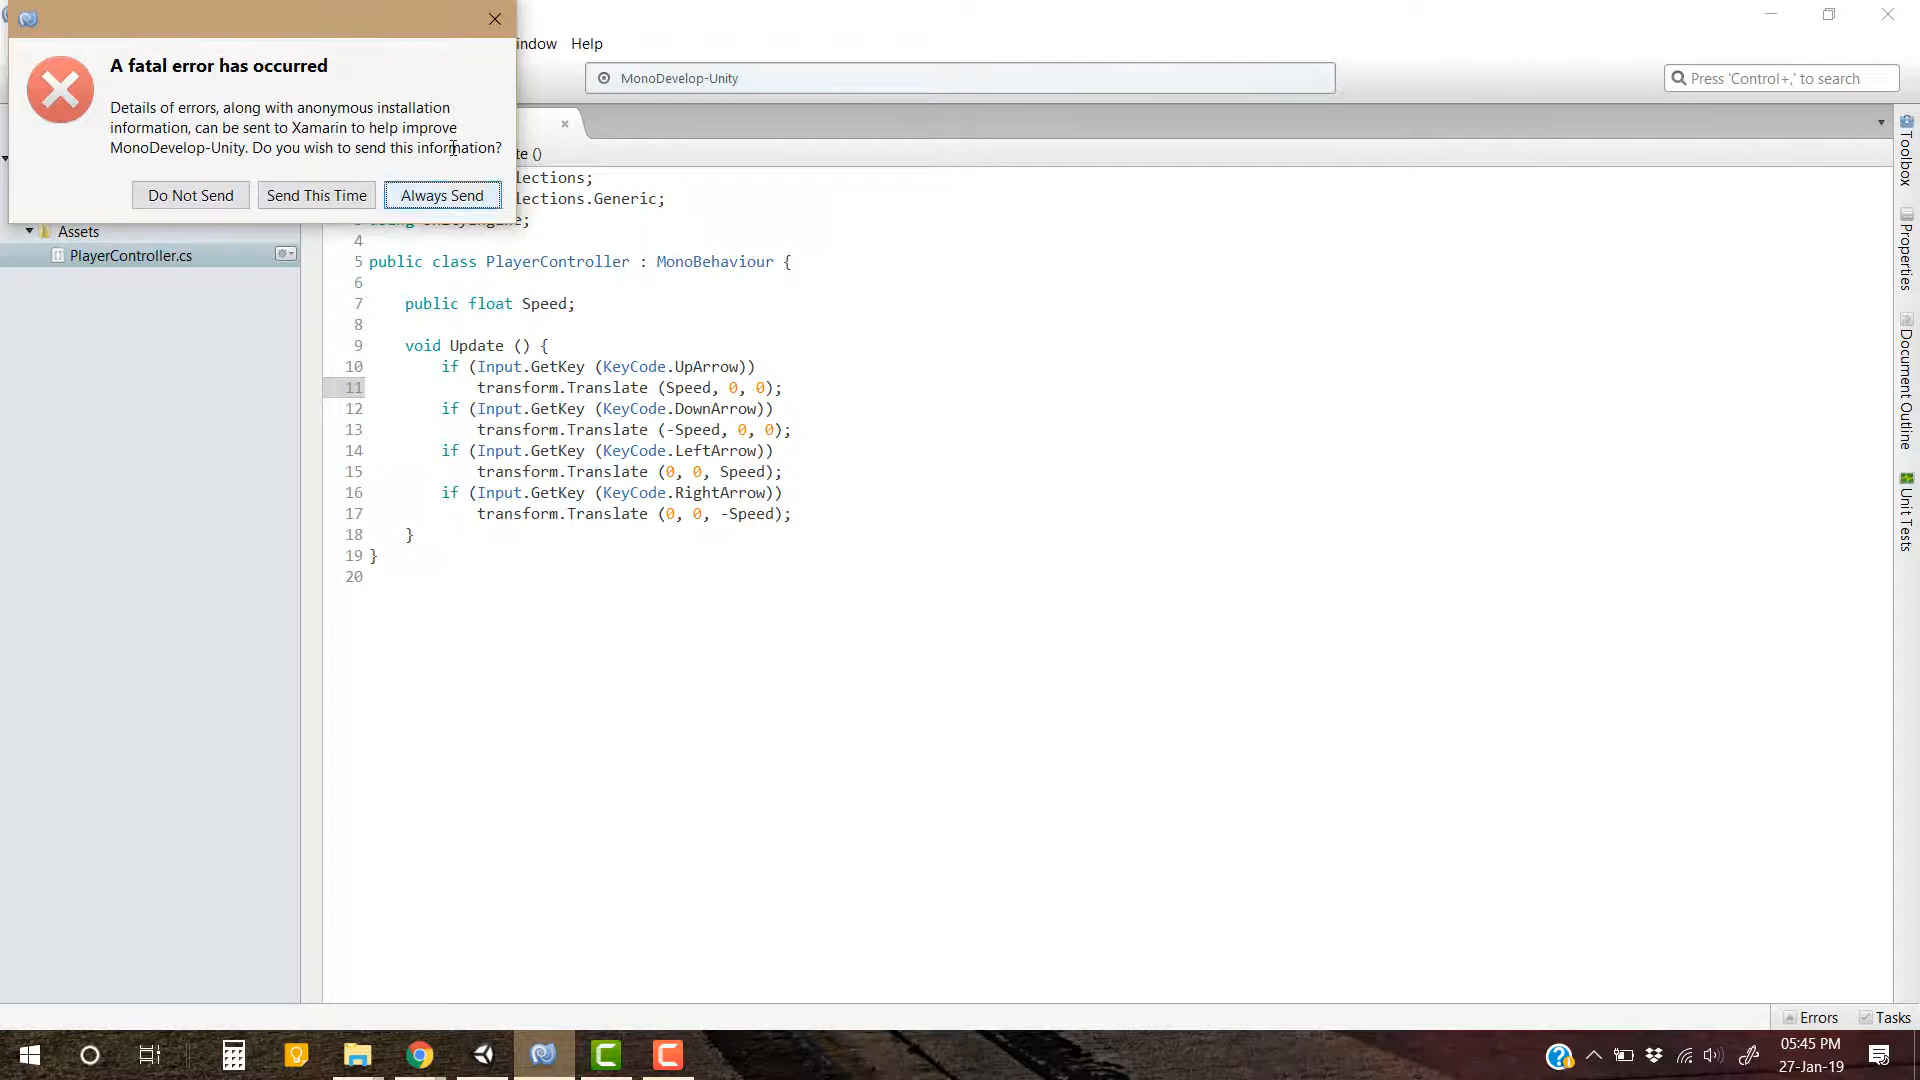 A fatal error has occurred
Details of errors, along with anonymous installation
information, can be sent to Xamarin to help improve
MonoDevelop-Unity. Do you wish to send this information?
Do Not Send
Send This Time
Always Send
indow Help
MonoDevelop-Unity
Press 'Control+,' to search
te ()
Assets
PlayerController.cs
llections;
llections.Generic;
4
5 public class PlayerController : MonoBehaviour {
6
7 public float Speed;
8
9 void Update () {
10 if (Input.GetKey (KeyCode.UpArrow))
11 transform.Translate (Speed, 0, 0);
12 if (Input.GetKey (KeyCode.DownArrow))
13 transform.Translate (-Speed, 0, 0);
14 if (Input.GetKey (KeyCode.LeftArrow))
15 transform.Translate (0, 0, Speed);
16 if (Input.GetKey (KeyCode.RightArrow))
17 transform.Translate (0, 0, -Speed);
18 }
19 }
20
Toolbox
Properties
Document Outline
Unit Tests
Errors
Tasks
05:45 PM
27-Jan-19